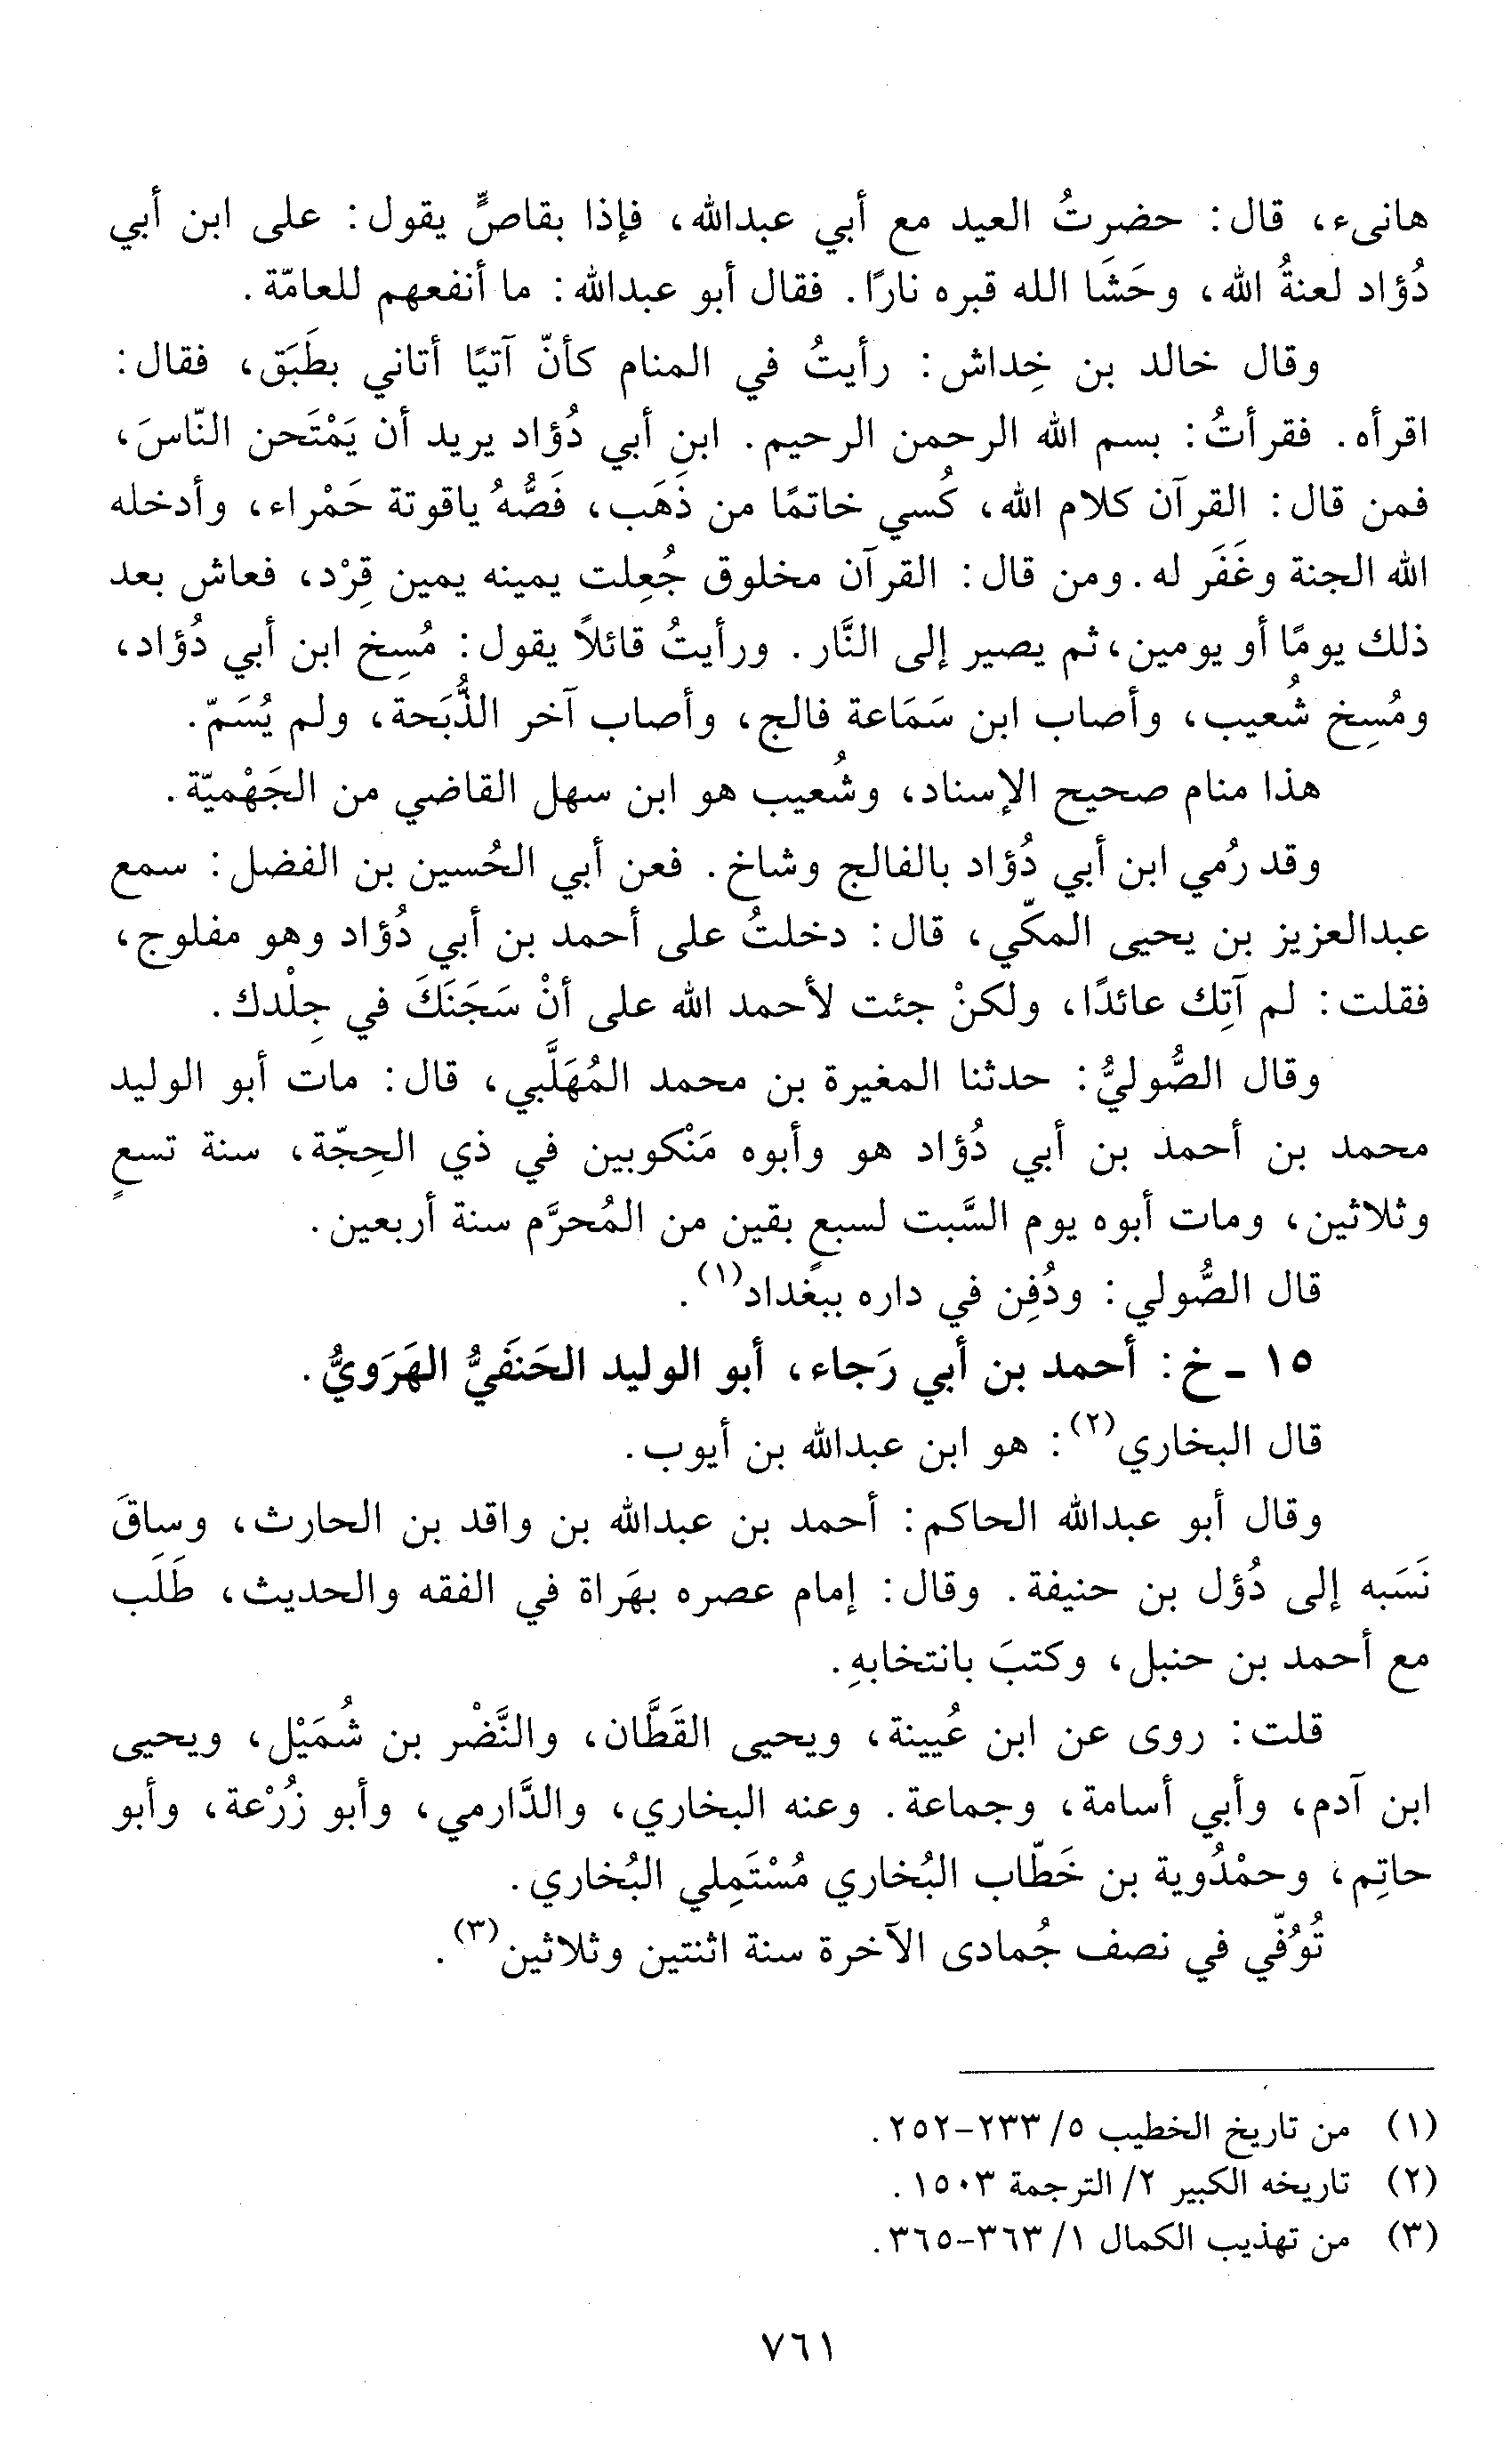 هانىء، قال: حضرتُ العيد مع أبي عبدالله، فإذا بقاصٍّ يقول: على ابن أبي
دُؤاد لعنةُ الله، وحَشَا الله قبره نارًا. فقال أبو عبدالله: ما أنفعهم للعامّة.
وقال خالد بن خِداش: رأيتُ في المنام كأنّ آتيًا أتاني بطَبَق، فقال:
اقرأه. فقرأتُ: بسم الله الرحمن الرحيم. ابن أبي دُؤاد يريد أن يَمْتَحن النّاسَ،
فمن قال: القرآن كلام الله، كُسي خاتمًا من ذَهَب، فَصُّهُ ياقوتة حَمْراء، وأدخله
الله الجنة وغَفَر له. ومن قال: القرآن مخلوق جُعِلت يمينه يمين قِرْد، فعاش بعد
ذلك يومًا أو يومين، ثم يصير إلى النَّار. ورأيتُ قائلاً يقول: مُسِخ ابن أبي دُؤاد،
ومُسِخ شُعيب، وأصاب ابن سَمَاعة فالج، وأصاب آخر الذُّبَحة، ولم يُسَمّ.
هذا منام صحيح الإسناد، وشُعيب هو ابن سهل القاضي من الجَهْميّة.
وقد رُمي ابن أبي دُؤاد بالفالج وشاخ. فعن أبي الحُسين بن الفضل: سمع
عبدالعزيز بن يحيى المكّي، قال: دخلتُ على أحمد بن أبي دُؤاد وهو مفلوج،
فقلت: لم آتِك عائدًا، ولكنْ جئت لأحمد الله على أنْ سَجَنَكَ في جِلْدك.
وقال الصُّوليُّ: حدثنا المغيرة بن محمد المُهَلَّبي، قال: مات أبو الوليد
محمد بن أحمد بن أبي دُؤاد هو وأبوه مَنْكوبين في ذي الحِجّة، سنة تسعٍ
وثلاثين، ومات أبوه يوم السَّبت لسبعٍ بقين من المُحرَّم سنة أربعين.
قال الصُّولي: ودُفِن في داره ببغداد(١).
١٥ - خ: أحمد بن أبي رَجاء، أبو الوليد الحَنفَيُّ الهَرَويُّ.
قال البخاري(٢): هو ابن عبدالله بن أيوب.
وقال أبو عبدالله الحاكم: أحمد بن عبدالله بن واقد بن الحارث، وساقَ
نَسَبه إلى دُؤل بن حنيفة. وقال: إمام عصره بهَراة في الفقه والحديث، طَلَب
مع أحمد بن حنبل، وكتبَ بانتخابهِ.
قلت: روى عن ابن عُيينة، ويحيى القَطَّان، والنَّضْر بن شُمَيْل، ويحيى
ابن آدم، وأبي أسامة، وجماعة. وعنه البخاري، والدَّارمي، وأبو زُرْعة، وأبو
حاتِم، وحمْدُوية بن خَطّاب البُخاري مُسْتَمِلي البُخاري.
تُوُفّي في نصف جُمادى الآخرة سنة اثنتين وثلاثين(٣).
(١) من تاريخ الخطيب ٥/ ٢٣٣-٢٥٢.
(٢) تاريخه الكبير ٢/ الترجمة ١٥٠٣.
(٣) من تهذيب الكمال ١/ ٣٦٣-٣٦٥.
٧٦١